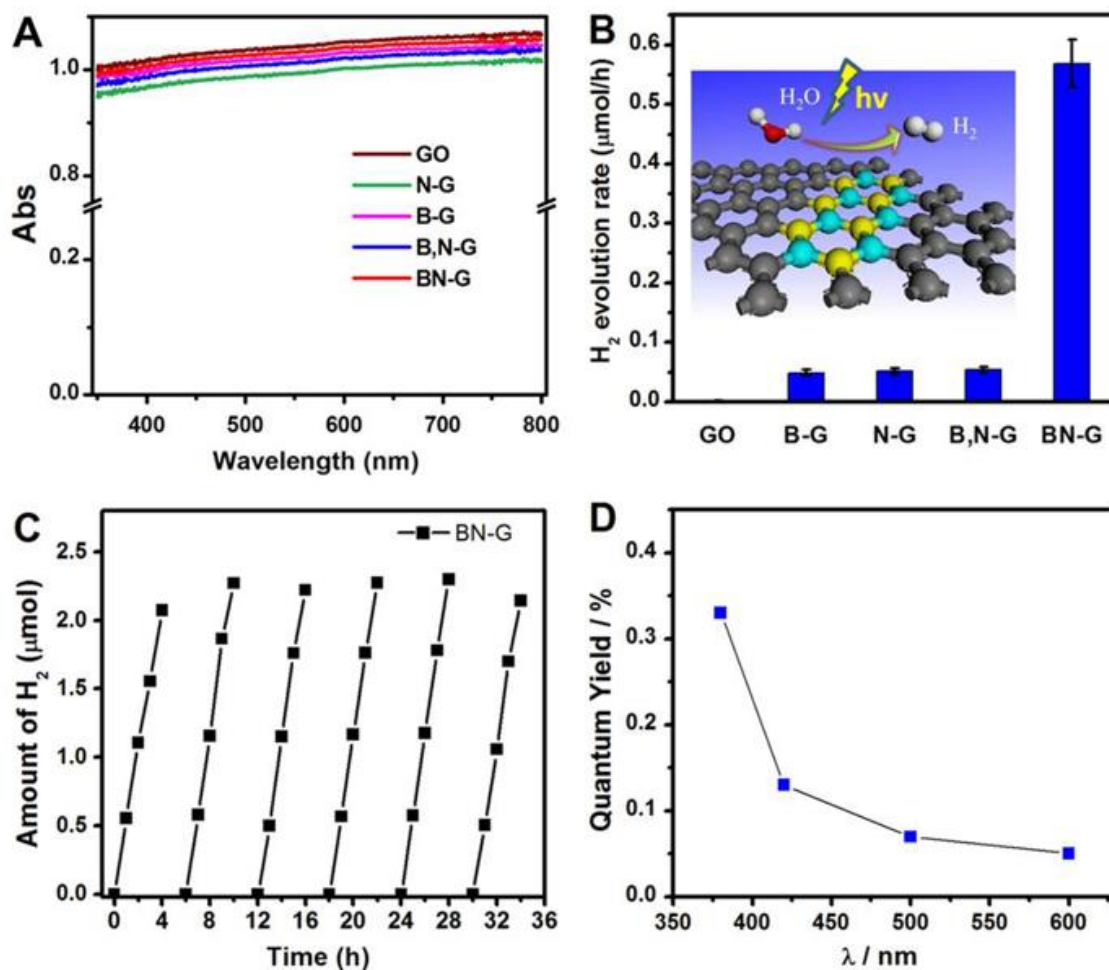 A
Abs
1.0
0.8
0.2
0.0
GO
N-G
B-G
B,N-G
BN-G
400 500 600 700 800
Wavelength (nm)
B
H₂ evolution rate (μmol/h)
0.6
0.5
0.4
0.3
0.2
0.1
0.0
H₂O
hv
H₂
GO B-G N-G B,N-G BN-G
C
Amount of H₂ (μmol)
2.5
2.0
1.5
1.0
0.5
0.0
BN-G
0 4 8 12 16 20 24 28 32 36
Time (h)
D
Quantum Yield / %
0.4
0.3
0.2
0.1
0.0
350 400 450 500 550 600
λ / nm